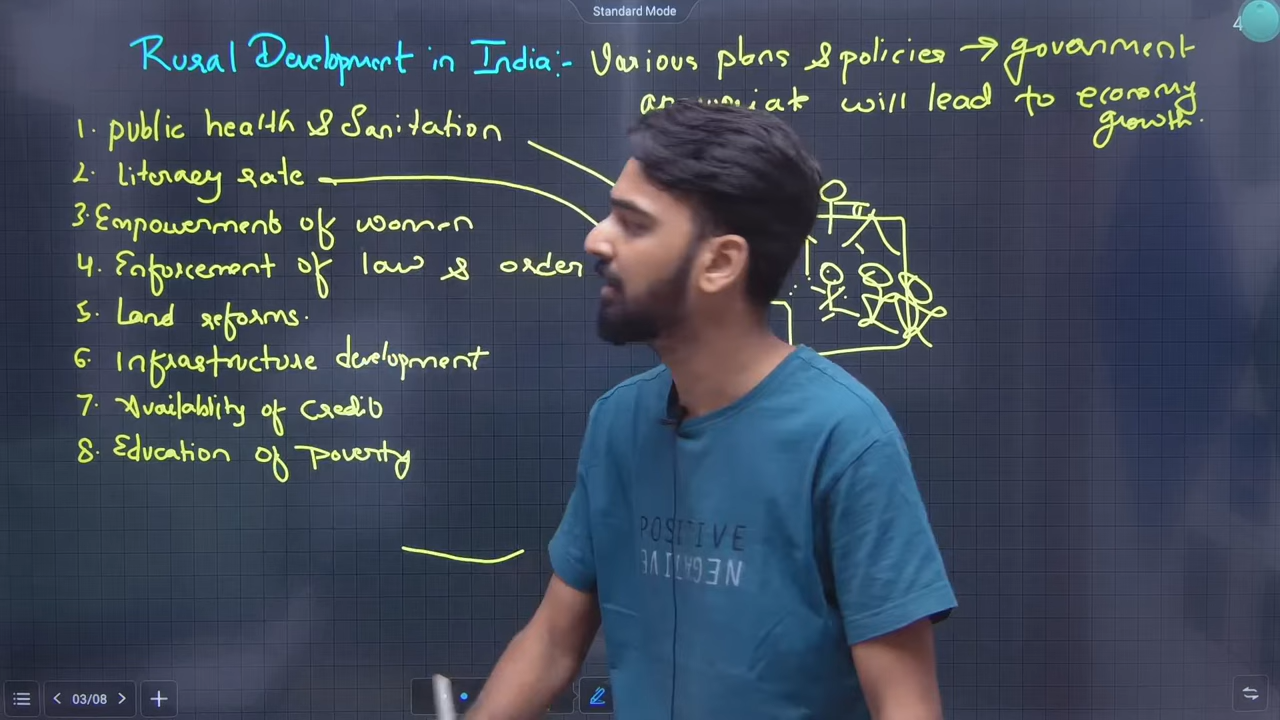 Standard Mode
4
Rural Development in India:- Various plans & policies → government
will lead to economy
growth.
1. public health & Sanitation
2. literacy rate
3. Empowerment of women
4. Enforcement of law & order
5. Land reforms.
6 Infrastructure development
7. Availablity of credit
8. Education of poverty
POSITIVE
NEGATIVE
03/08